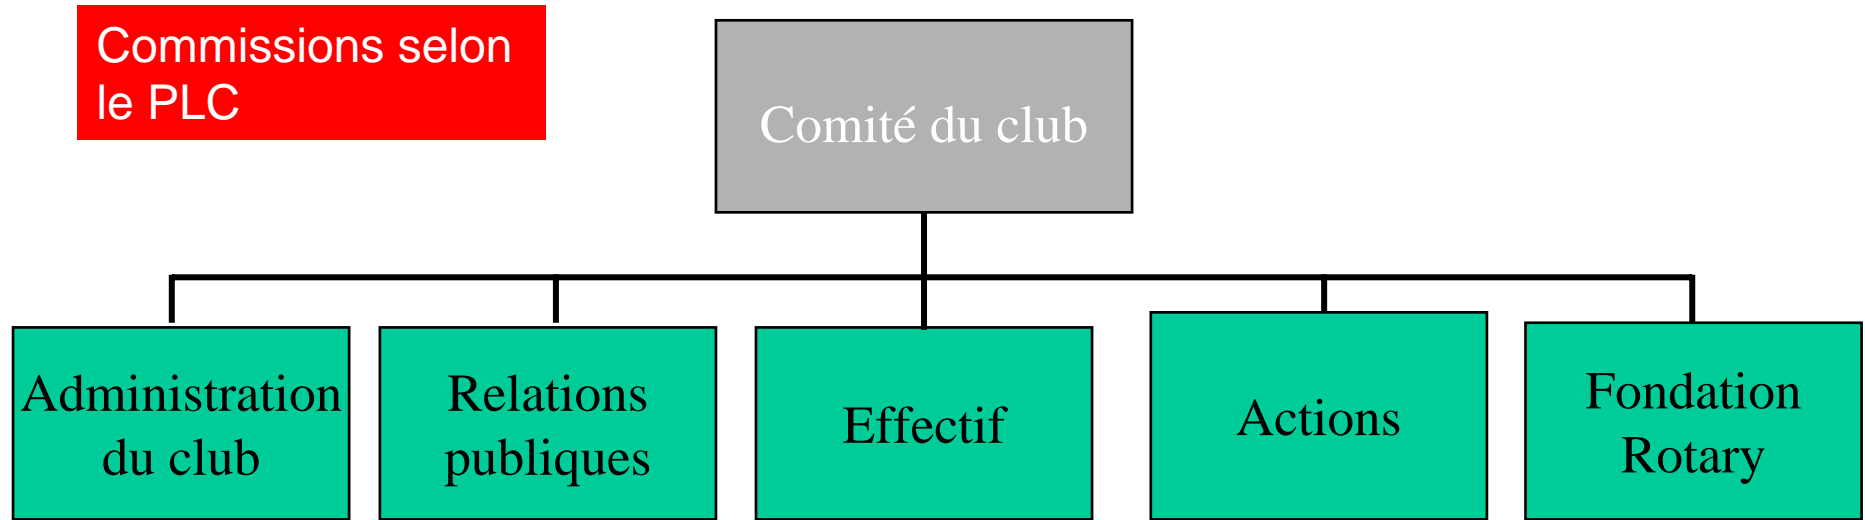 Commissions selon
le PLC
Comité du club
Administration
du club
Relations
publiques
Effectif
Actions
Fondation
Rotary